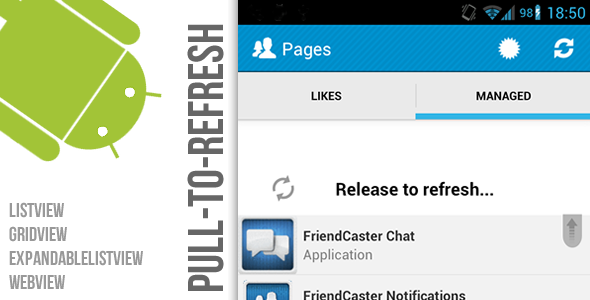 PULL-TO-REFRESH
LISTVIEW
GRIDVIEW
EXPANDABLELISTVIEW
WEBVIEW
98 18:50
Pages
LIKES MANAGED
Release to refresh...
FriendCaster Chat
Application
FriendCaster Notifications